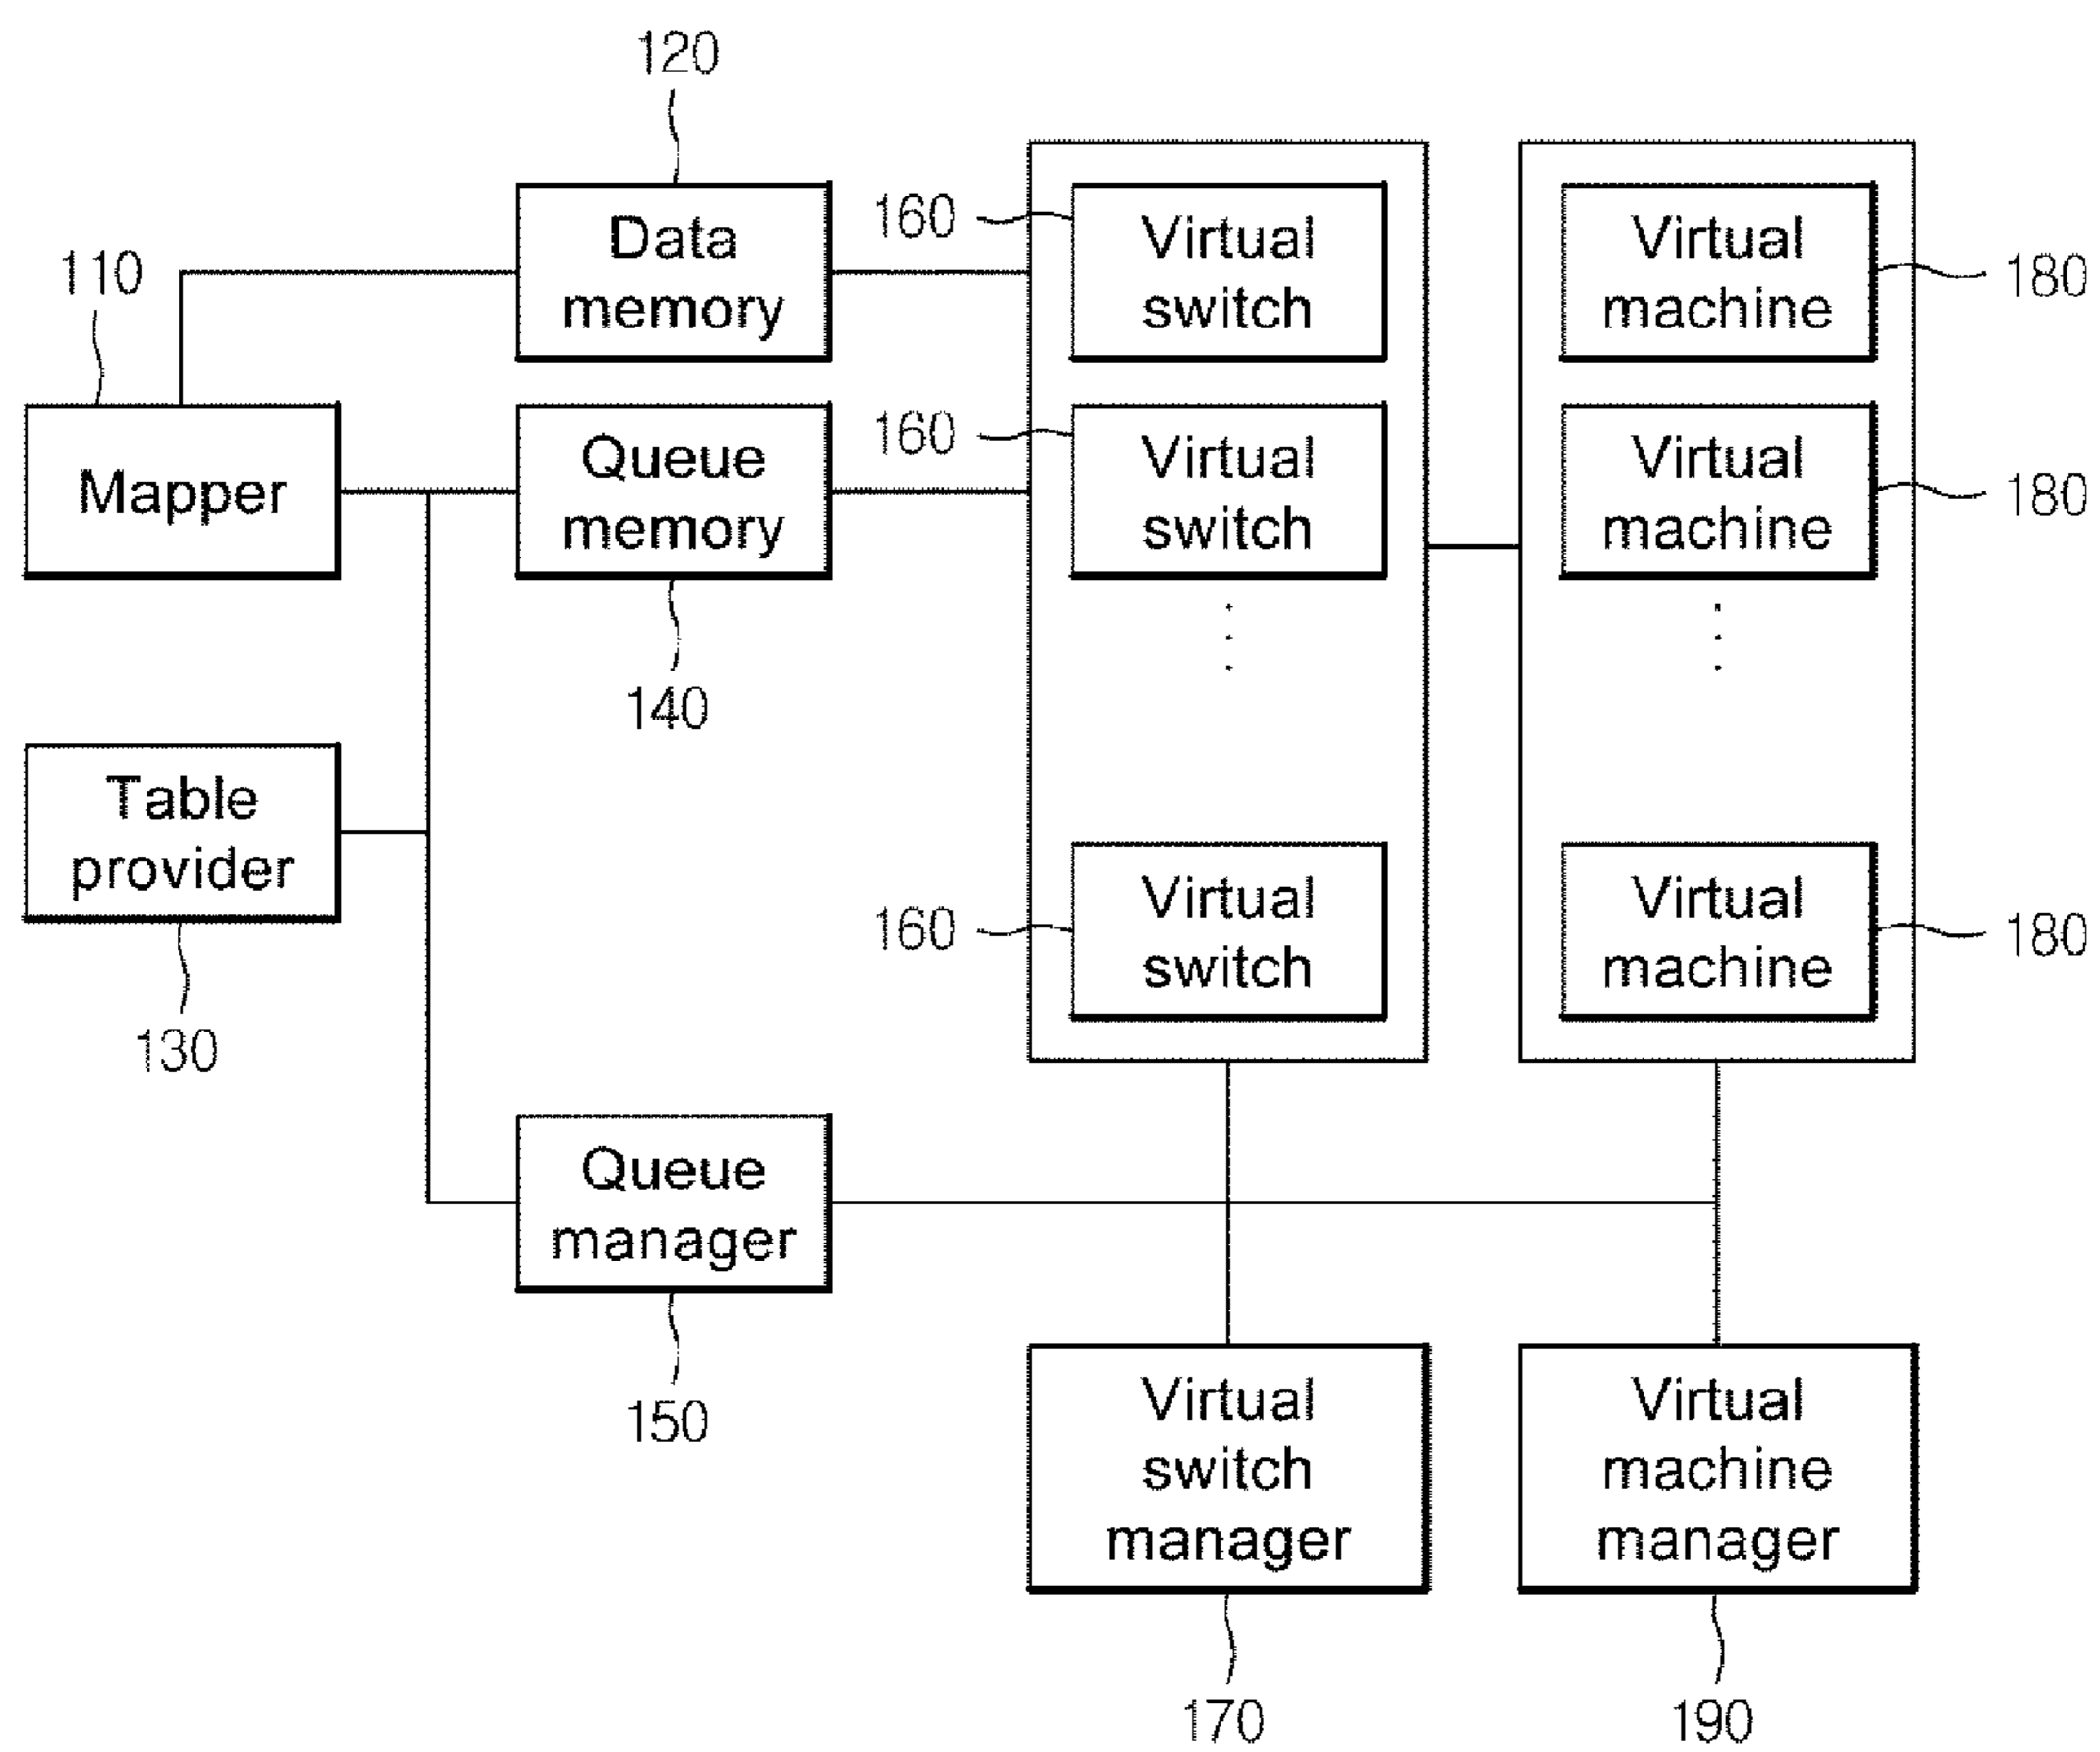 120
160
Data
memory
Virtual
switch
Virtual
machine
180
110
Mapper
160
Queue
memory
Virtual
switch
Virtual
machine
180
140
Table
provider
130
160
Virtual
switch
Virtual
machine
180
Queue
manager
150
Virtual
switch
manager
170
Virtual
machine
manager
190